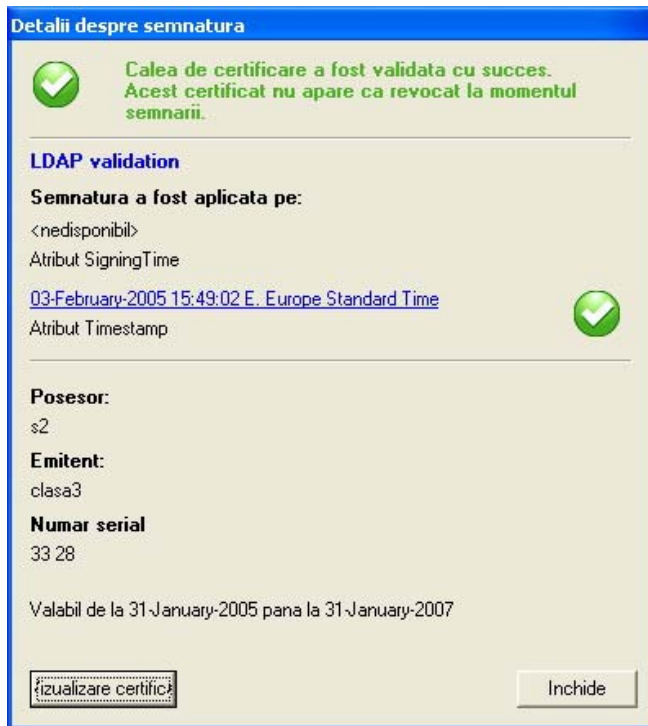 Detalii despre semnatura
Calea de certificare a fost validata cu succes.
Acest certificat nu apare ca revocat la momentul
semnarii.
LDAP validation
Semnatura a fost aplicata pe:
<nedisponibil>
Atribut SigningTime
03-February-2005 15:49:02 E. Europe Standard Time
Atribut Timestamp
Posesor:
s2
Emitent:
clasa3
Numar serial
33 28
Valabil de la 31-January-2005 pana la 31-January-2007
izualizare certific
Inchide